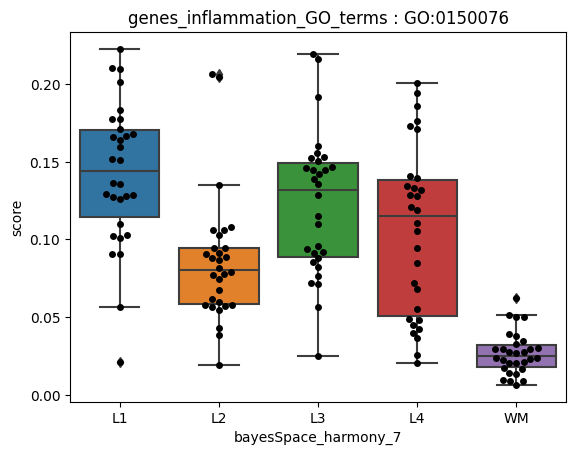 genes_inflammation_GO_terms : GO:0150076
score
0.20
0.15
0.10
0.05
0.00
L1 L2 L3 L4 WM
bayesSpace_harmony_7